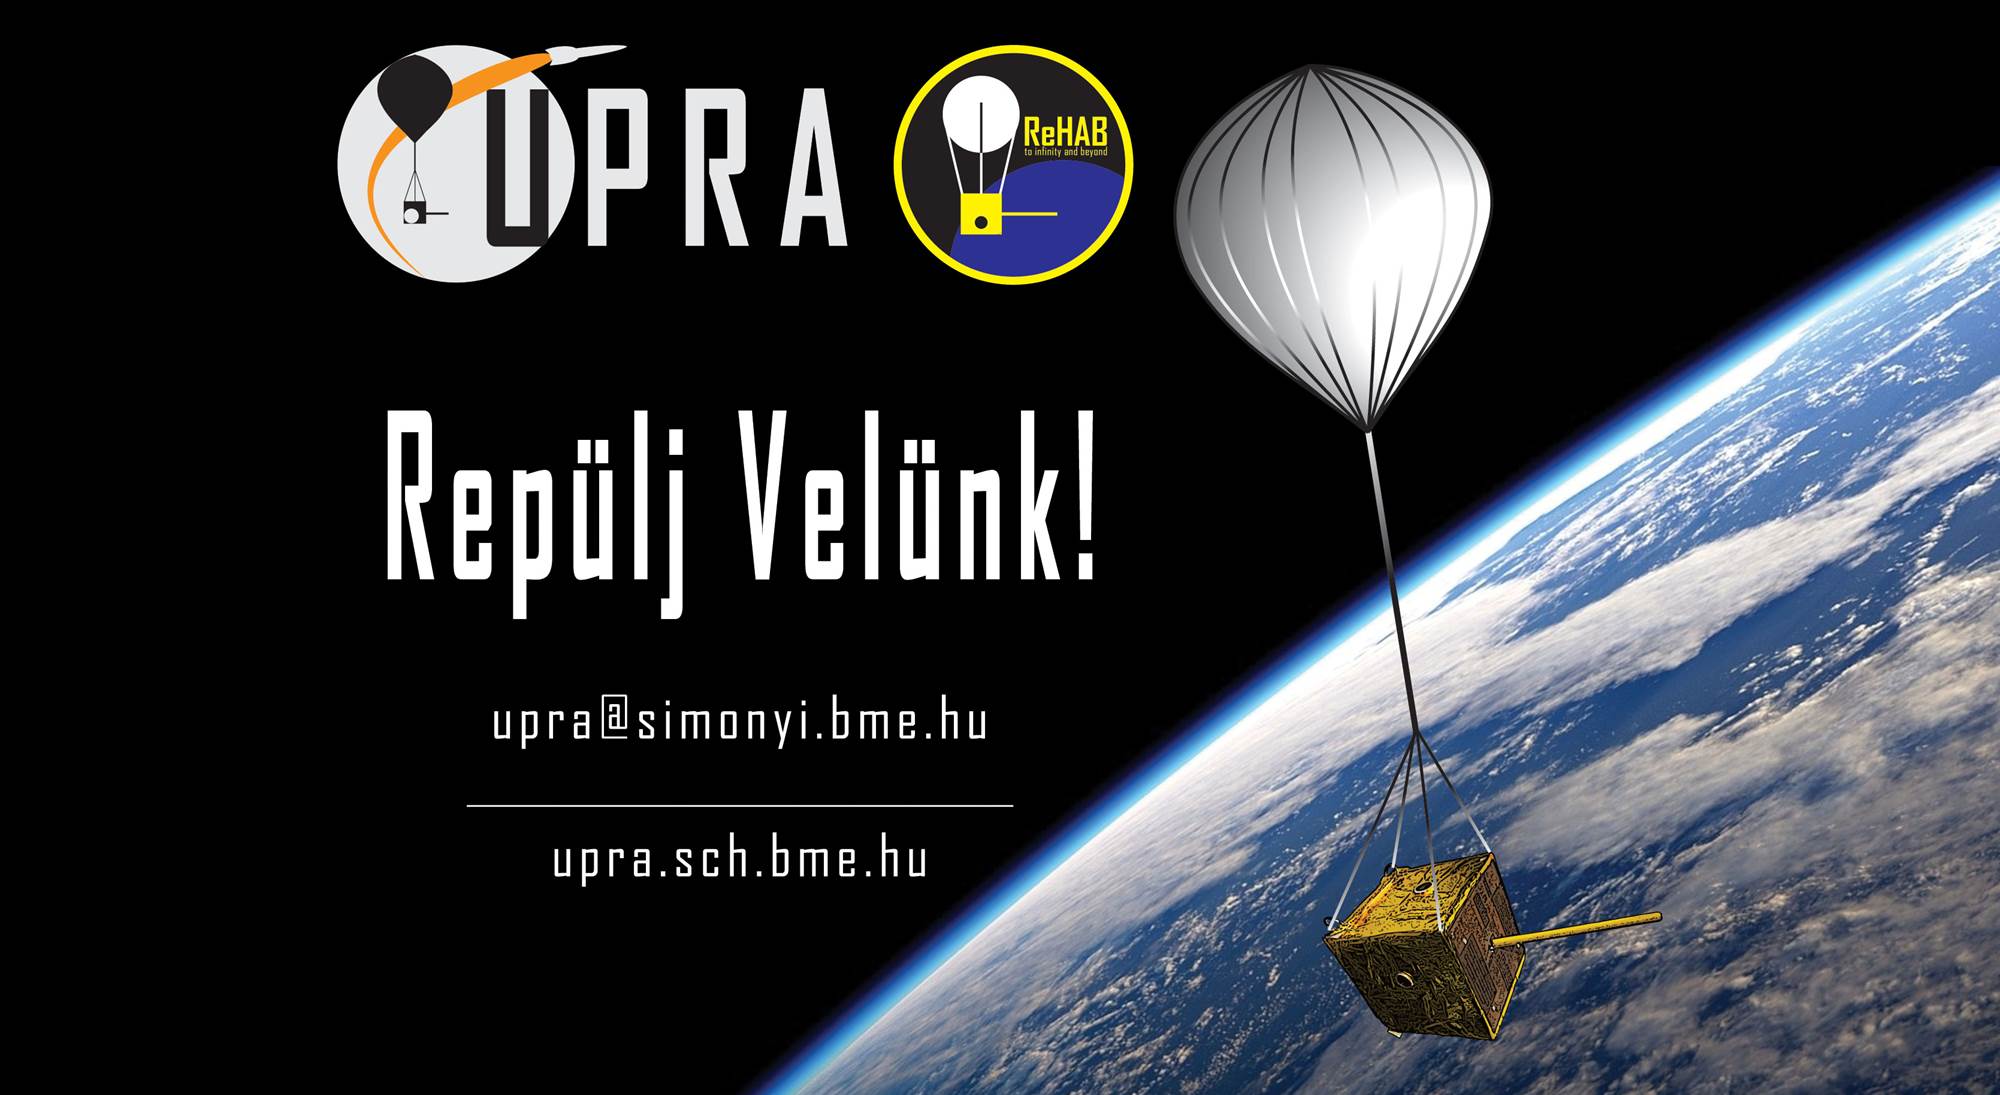 UPRA
ReHAB
to infinity and beyond
Repülj Velünk!
upra@simonyi.bme.hu
upra.sch.bme.hu